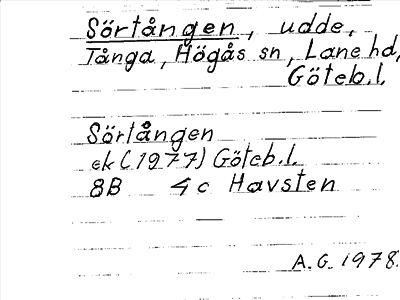 Sörtången, udde,
Tånga, Högås sn, Lane hd,
Göteb.l.
Sörtången
ek (1977) Göteb.l.
8B 4c Havsten
A.G. 1978.